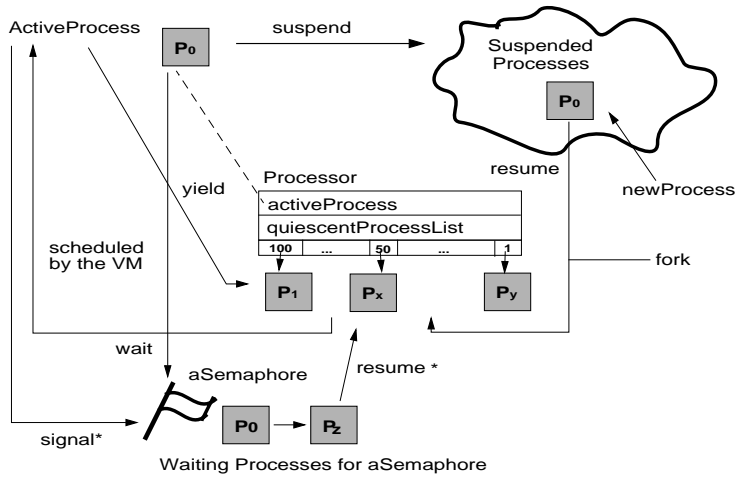 ActiveProcess
P0
suspend
Suspended
Processes
P0
resume
newProcess
yield
Processor
activeProcess
quiescentProcessList
100 ... 50 ... 1
scheduled
by the VM
fork
P1
Px
Py
wait
resume *
aSemaphore
P0
Pz
signal*
Waiting Processes for aSemaphore